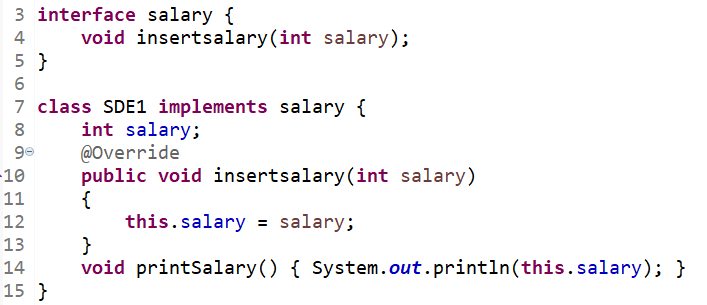 3 interface salary {
4     void insertsalary(int salary);
5 }
6
7 class SDE1 implements salary {
8     int salary;
9     @Override
10     public void insertsalary(int salary)
11     {
12         this.salary = salary;
13     }
14     void printSalary() { System.out.println(this.salary); }
15 }